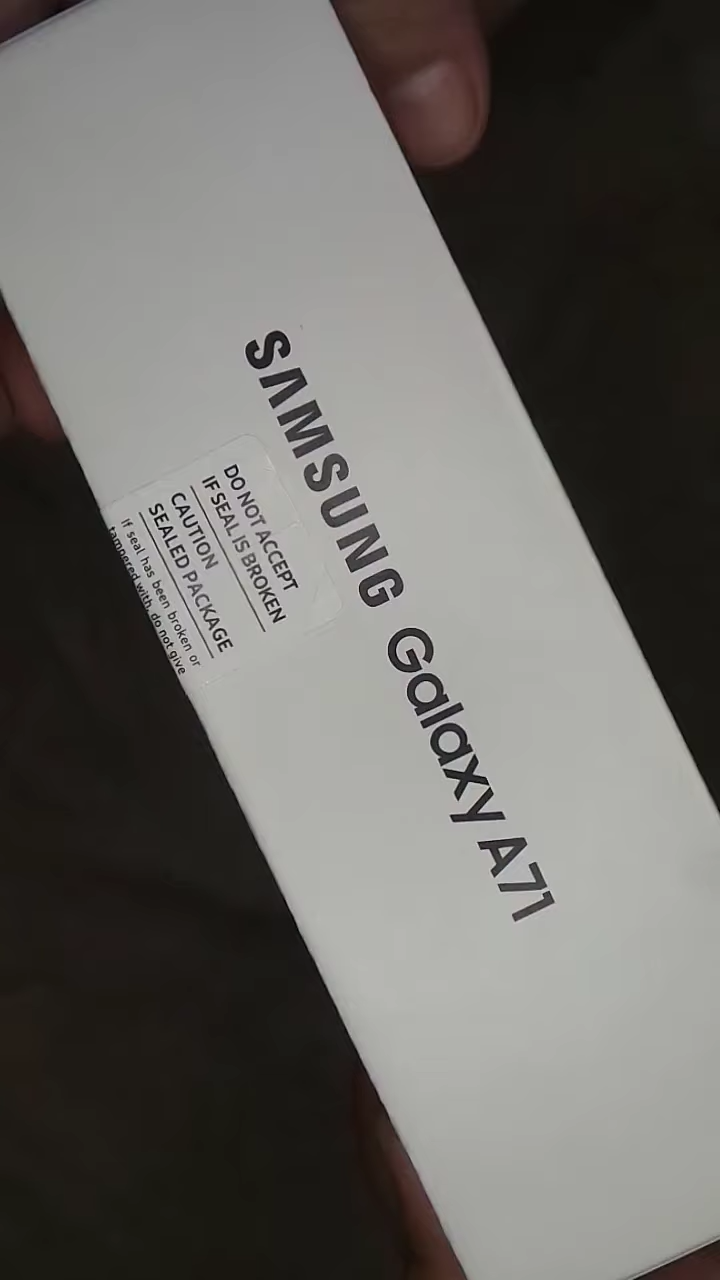 SAMSUNG Galaxy A71
DO NOT ACCEPT
IF SEAL IS BROKEN
CAUTION
SEALED PACKAGE
If seal has been broken or
tampered with, do not give